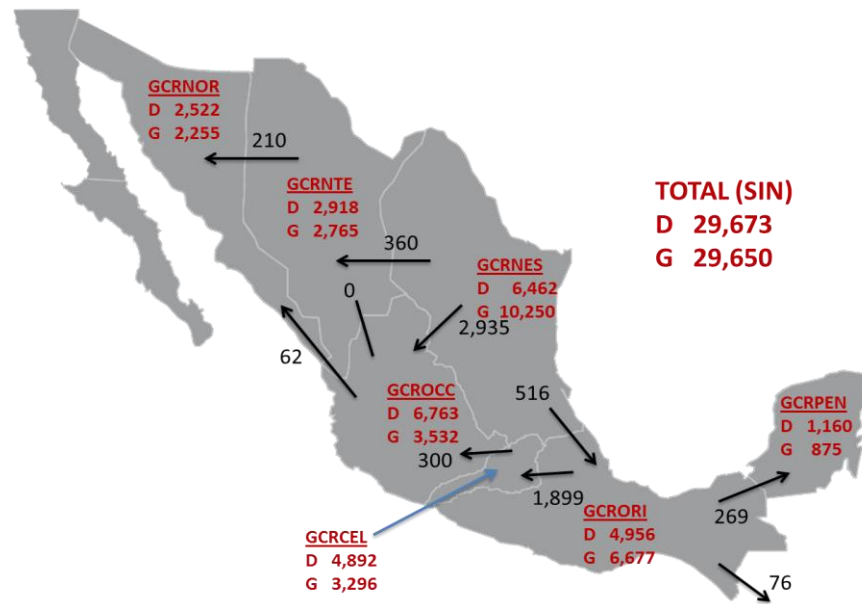 GCRNOR
D 2,522
G 2,255
210
GCRNTE
D 2,918
G 2,765
360
TOTAL (SIN)
D 29,673
G 29,650
GCRNES
D 6,462
G 10,250
0
2,935
62
GCROCC
D 6,763
G 3,532
516
GCRPEN
D 1,160
G 875
300
1,899
GCRORI
D 4,956
G 6,677
269
GCRCEL
D 4,892
G 3,296
76